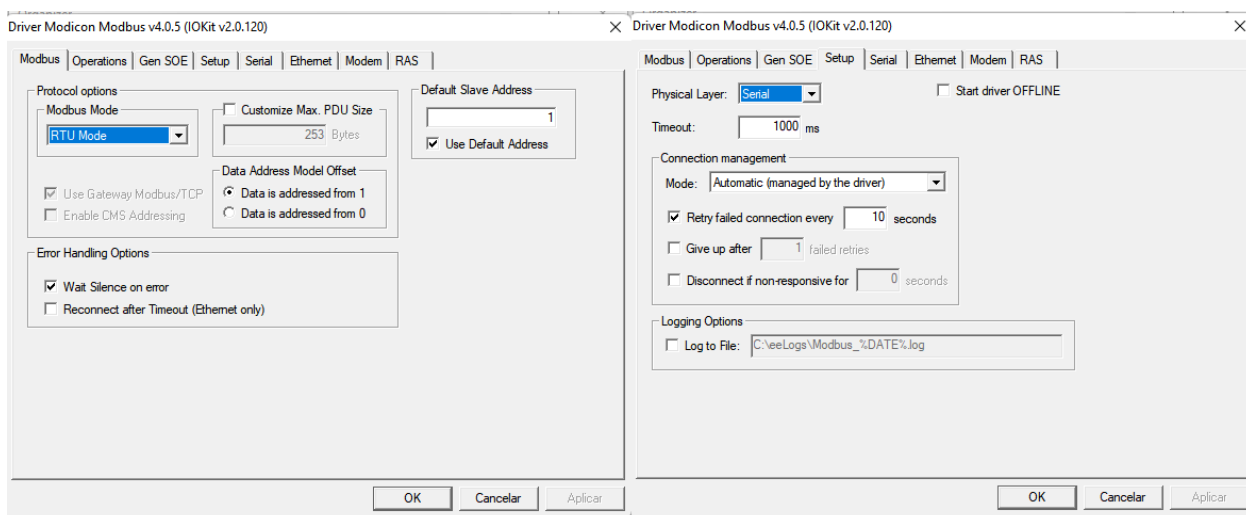 Driver Modicon Modbus v4.0.5 (IOKit v2.0.120)
Modbus Operations Gen SOE Setup Serial Ethernet Modem RAS
Protocol options
Modbus Mode
RTU Mode
Customize Max. PDU Size
253 Bytes
Default Slave Address
1
Use Default Address
Data Address Model Offset
Data is addressed from 1
Data is addressed from 0
Use Gateway Modbus/TCP
Enable CMS Addressing
Error Handling Options
Wait Silence on error
Reconnect after Timeout (Ethernet only)
OK Cancelar Aplicar
Driver Modicon Modbus v4.0.5 (IOKit v2.0.120)
Modbus Operations Gen SOE Setup Serial Ethernet Modem RAS
Physical Layer: Serial
Start driver OFFLINE
Timeout: 1000 ms
Connection management
Mode: Automatic (managed by the driver)
Retry failed connection every 10 seconds
Give up after 1 failed retries
Disconnect if non-responsive for 0 seconds
Logging Options
Log to File: C:\eeLogs\Modbus_%DATE%.log
OK Cancelar Aplicar